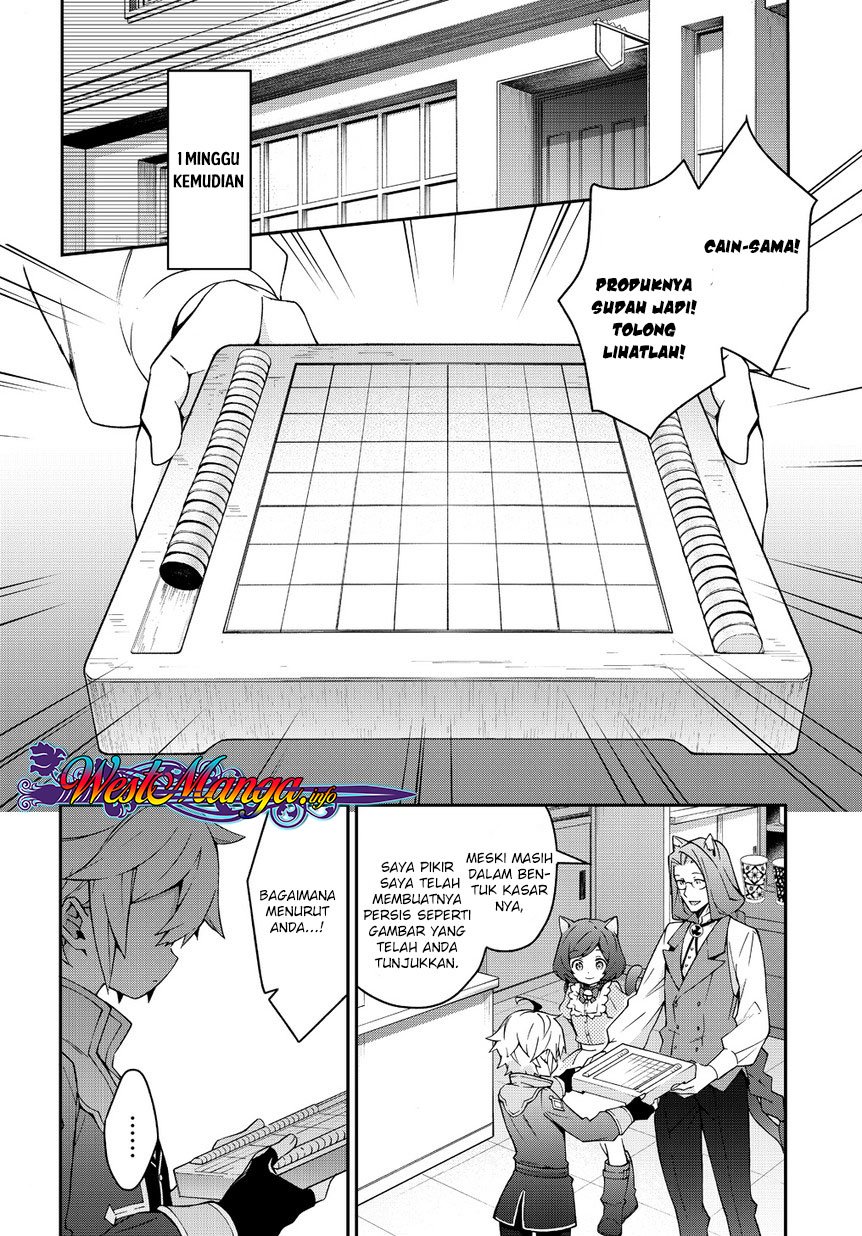 1 MINGGU
KEMUDIAN
CAIN-SAMA!
PRODUKNYA
SUDAH JADI!
TOLONG
LIHATLAH!
WestManga.info
MESKI MASIH
DALAM BEN-
TUK KASAR
NYA,
SAYA PIKIR
SAYA TELAH
MEMBUATNYA
PERSIS SEPERTI
GAMBAR YANG
TELAH ANDA
TUNJUKKAN.
BAGAIMANA
MENURUT
ANDA...!
......